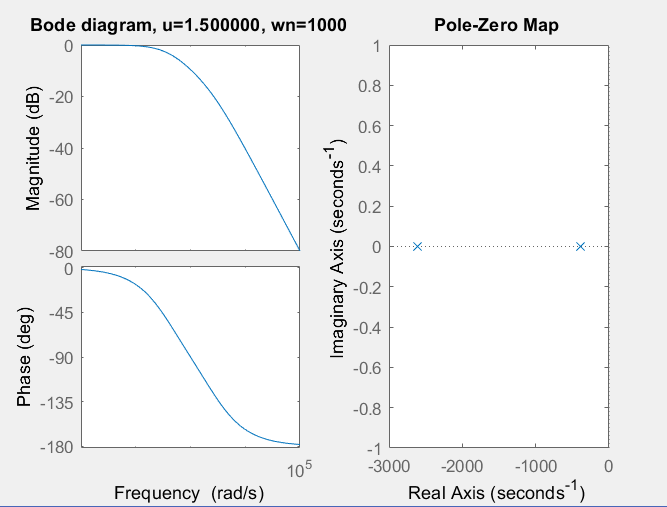 Bode diagram, u=1.500000, wn=1000
Magnitude (dB)
0
-20
-40
-60
-80
Phase (deg)
0
-45
-90
-135
-180
10^5
Frequency (rad/s)
Pole-Zero Map
Imaginary Axis (seconds^-1)
1
0.8
0.6
0.4
0.2
0
-0.2
-0.4
-0.6
-0.8
-1
-3000 -2000 -1000 0
Real Axis (seconds^-1)